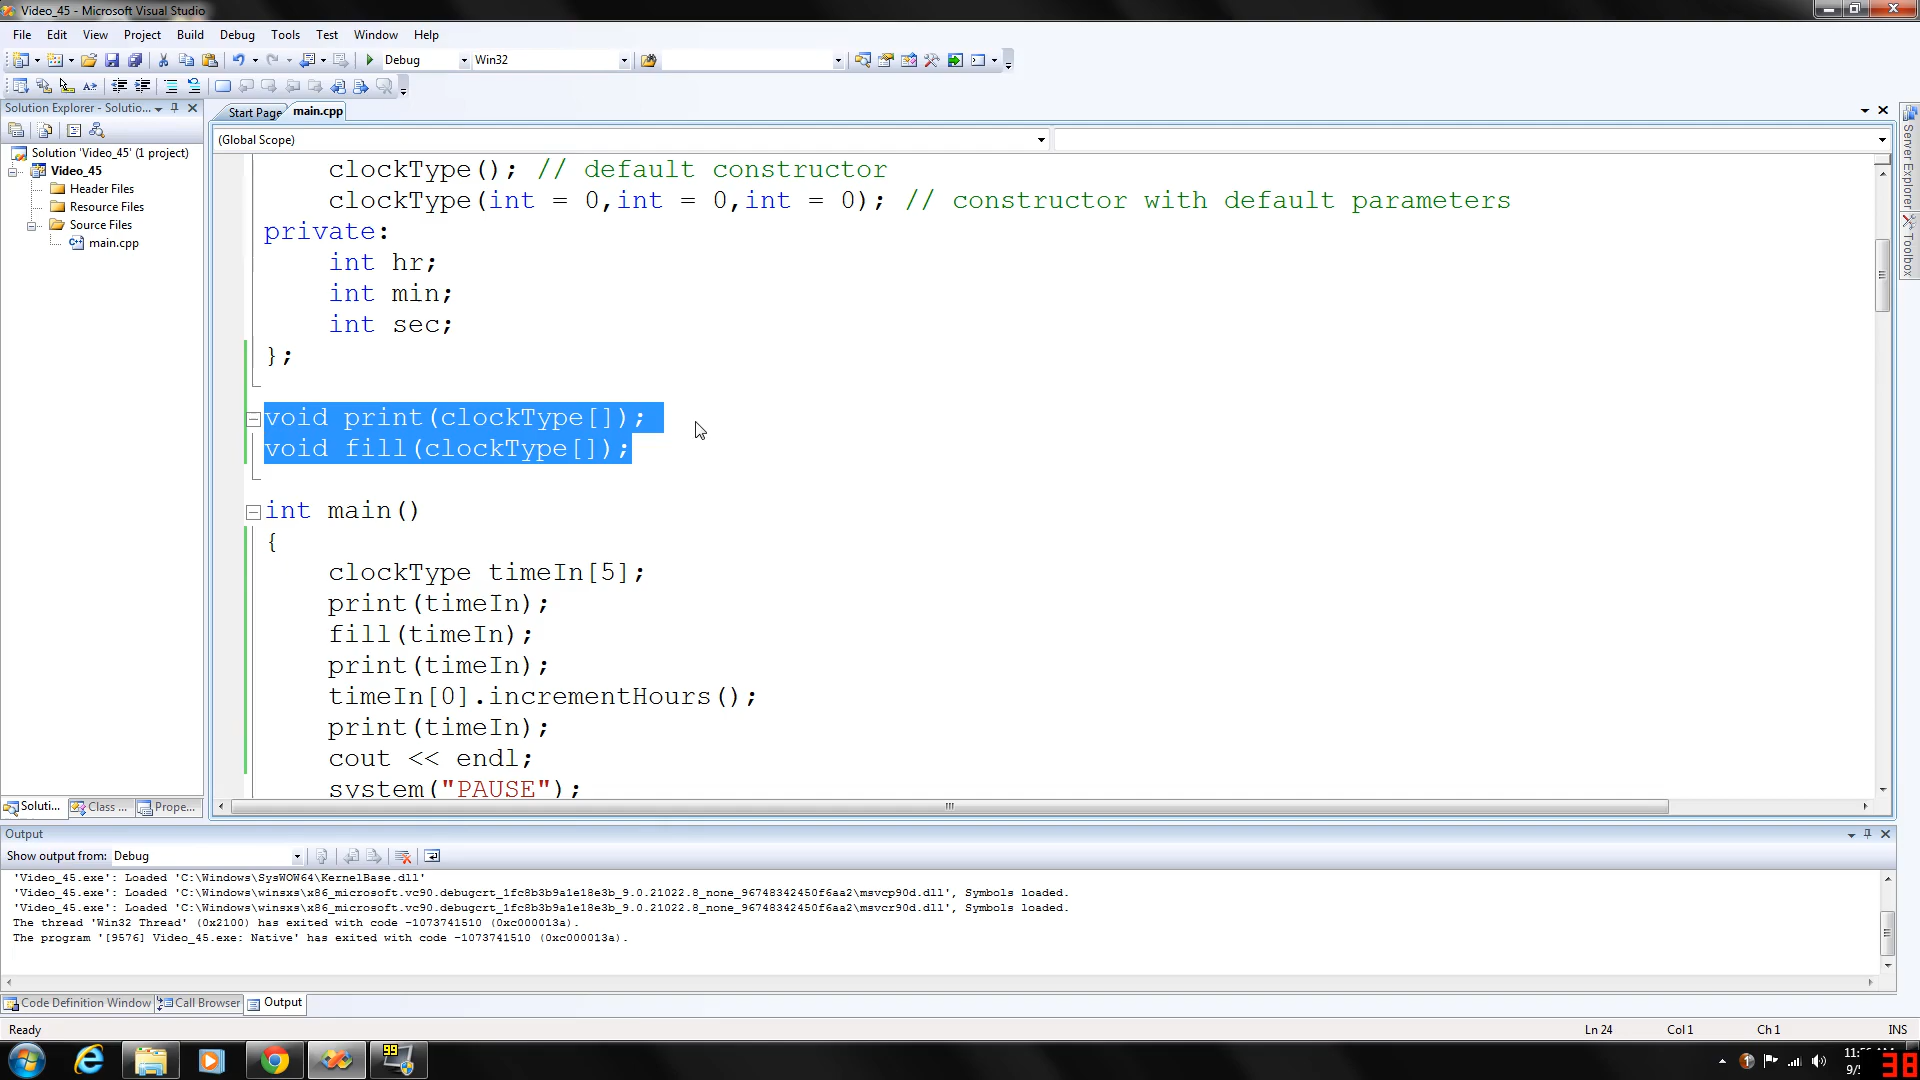 Video_45 - Microsoft Visual Studio
File Edit View Project Build Debug Tools Test Window Help
Debug Win32
Solution Explorer - Solutio...
Start Page main.cpp
(Global Scope)
Solution 'Video_45' (1 project)
Video_45
Header Files
Resource Files
Source Files
main.cpp
clockType(); // default constructor
clockType(int = 0,int = 0,int = 0); // constructor with default parameters
private:
int hr;
int min;
int sec;
};
void print(clockType[]);
void fill(clockType[]);
int main()
{
clockType timeIn[5];
print(timeIn);
fill(timeIn);
print(timeIn);
timeIn[0].incrementHours();
print(timeIn);
cout << endl;
system("PAUSE");
Server Explorer
Toolbox
Soluti... Class ... Prope...
Output
Show output from: Debug
'Video_45.exe': Loaded 'C:\Windows\SysWOW64\KernelBase.dll'
'Video_45.exe': Loaded 'C:\Windows\winsxs\x86_microsoft.vc90.debugcrt_1fc8b3b9a1e18e3b_9.0.21022.8_none_96748342450f6aa2\msvcp90d.dll', Symbols loaded.
'Video_45.exe': Loaded 'C:\Windows\winsxs\x86_microsoft.vc90.debugcrt_1fc8b3b9a1e18e3b_9.0.21022.8_none_96748342450f6aa2\msvcr90d.dll', Symbols loaded.
The thread 'Win32 Thread' (0x2100) has exited with code -1073741510 (0xc000013a).
The program '[9576] Video_45.exe: Native' has exited with code -1073741510 (0xc000013a).
Code Definition Window Call Browser Output
Ready Ln 24 Col 1 Ch 1 INS
99
38